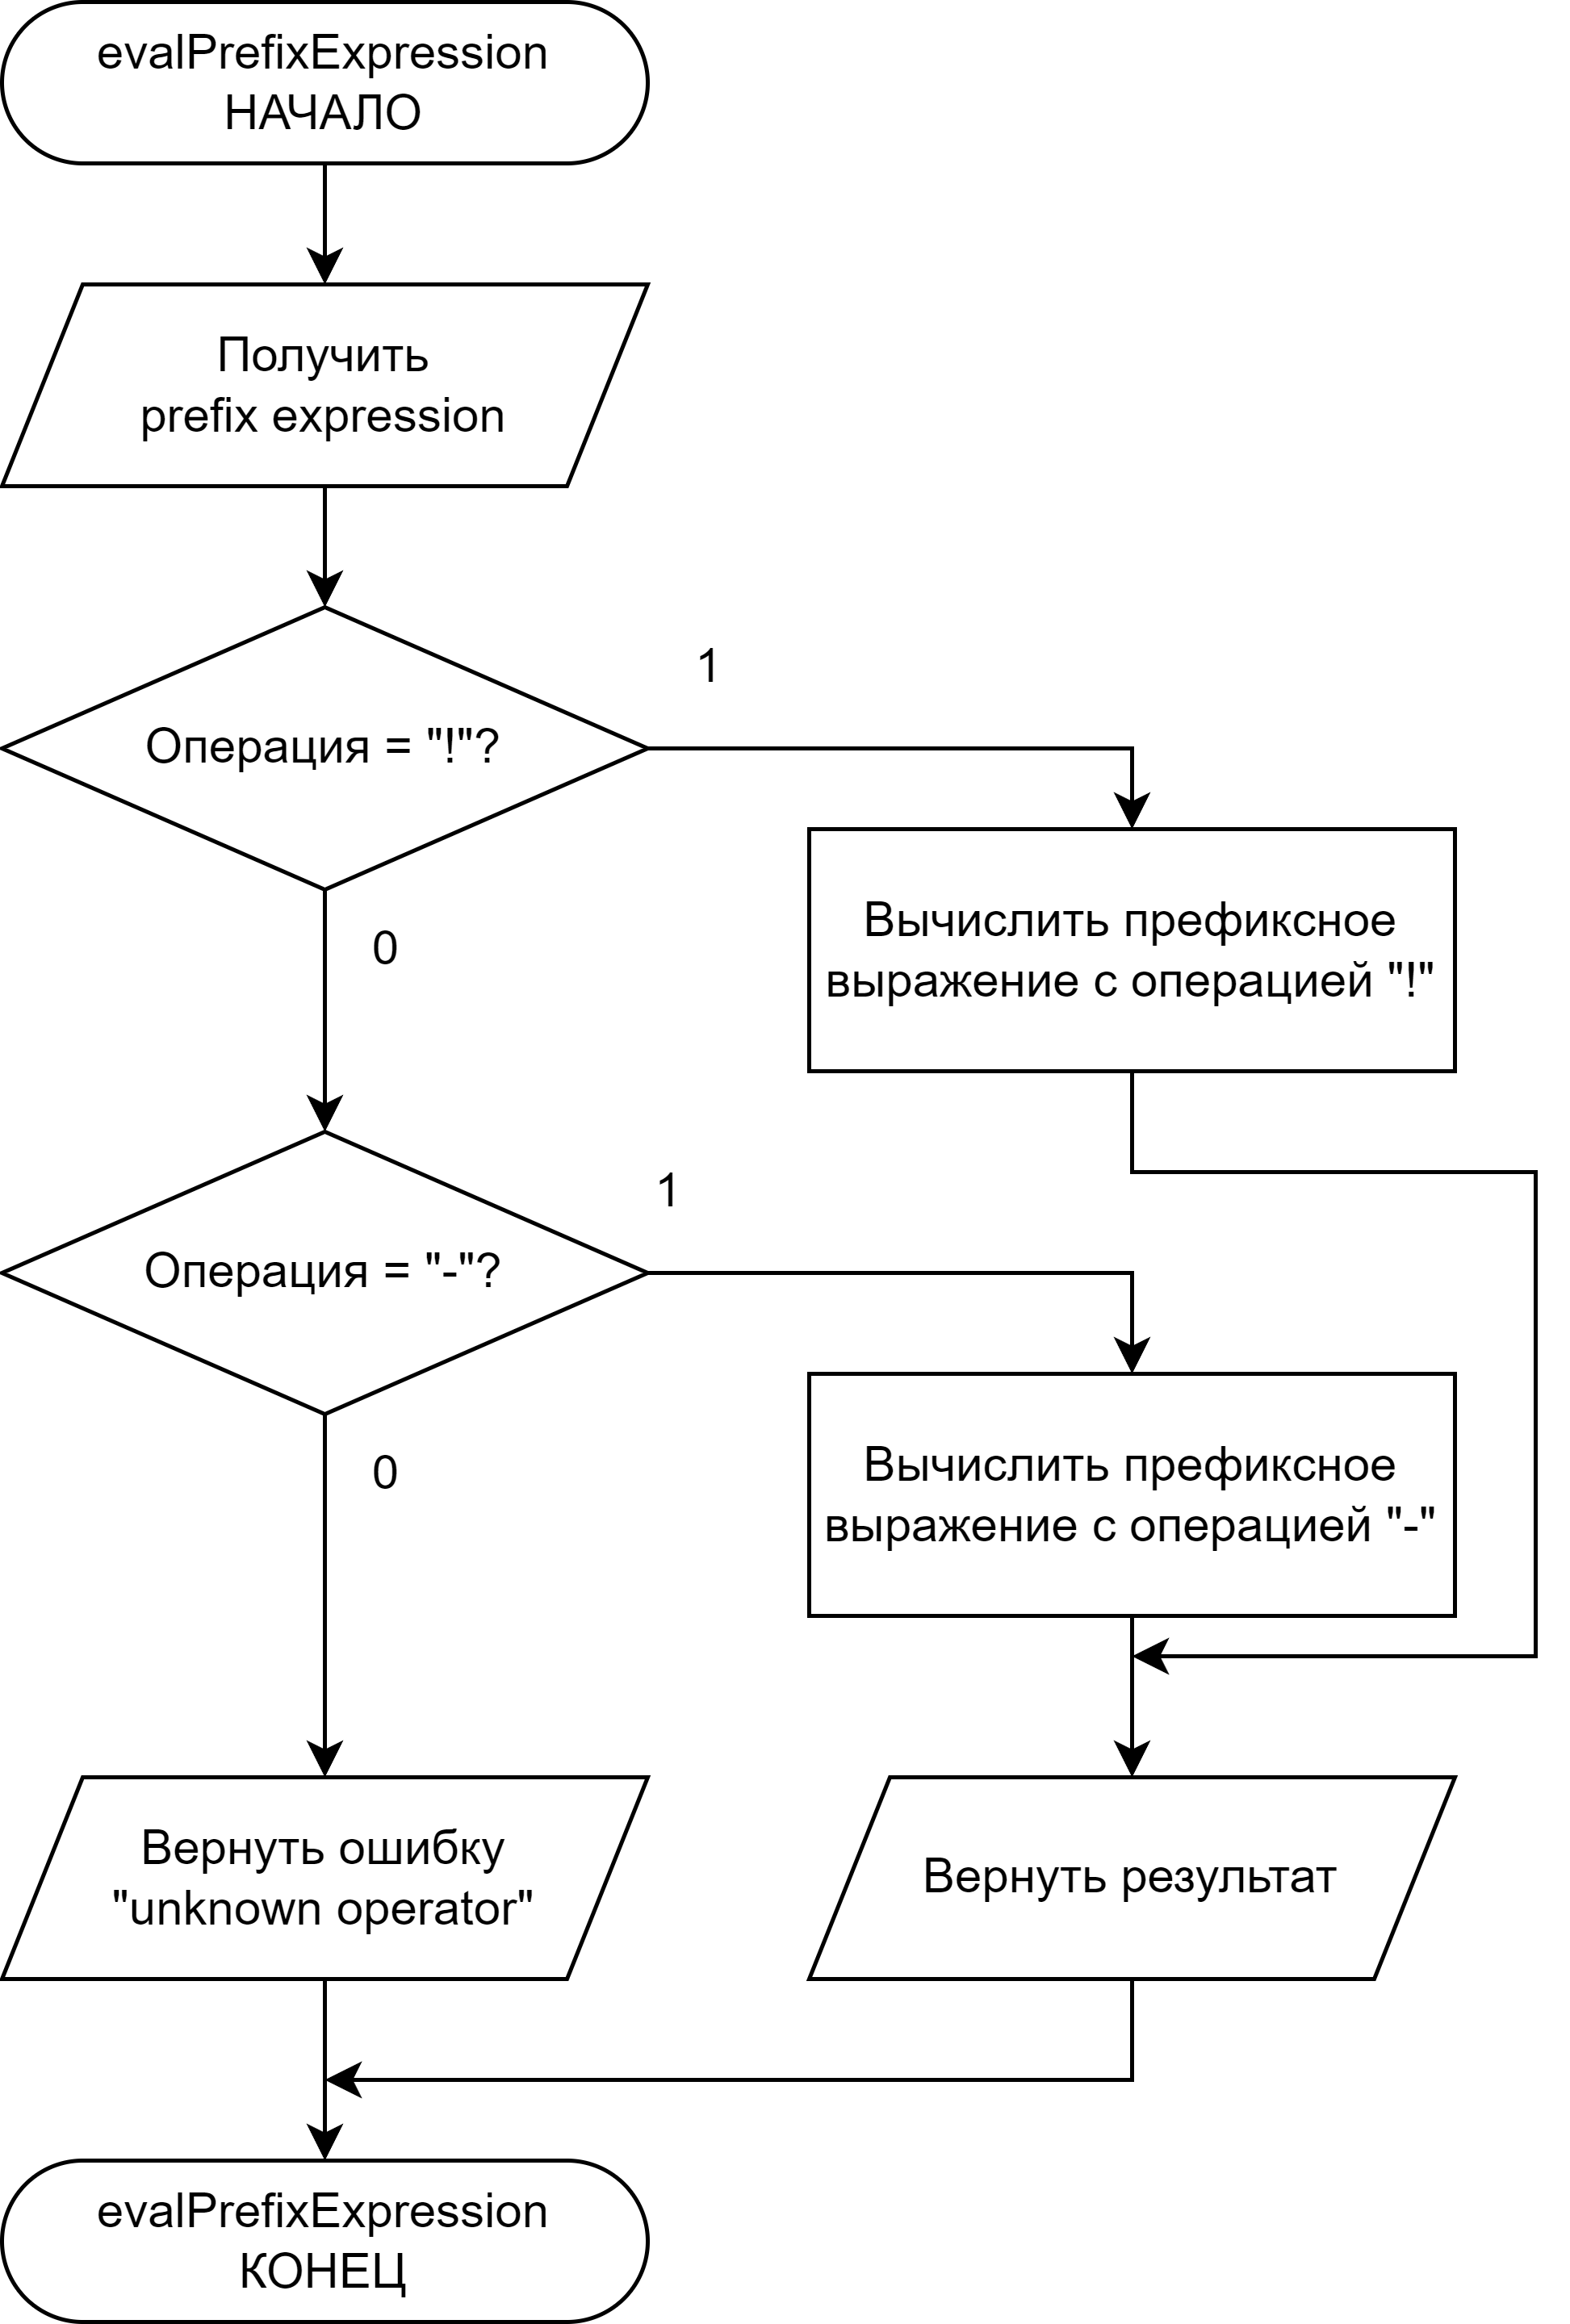 evalPrefixExpression
НАЧАЛО
Получить
prefix expression
Операция = "!"?
1
0
Вычислить префиксное
выражение с операцией "!"
Операция = "-"?
1
0
Вычислить префиксное
выражение с операцией "-"
Вернуть ошибку
"unknown operator"
Вернуть результат
evalPrefixExpression
КОНЕЦ